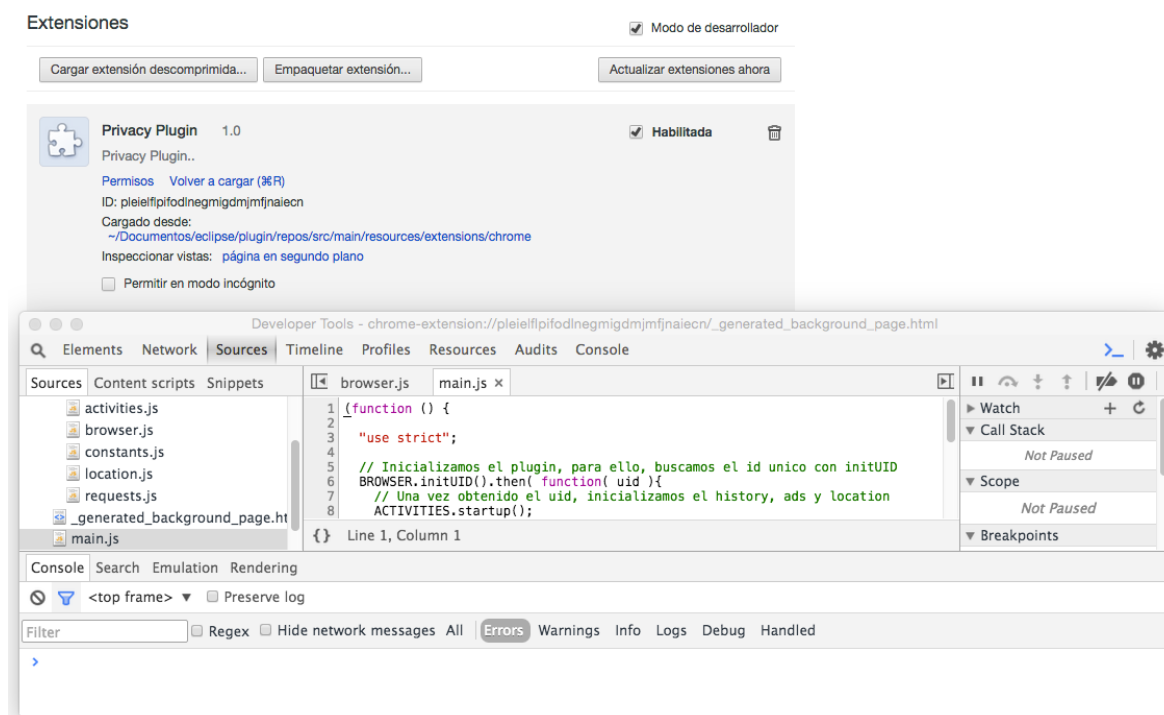 Extensiones
Modo de desarrollador
Cargar extensión descomprimida... Empaquetar extensión... Actualizar extensiones ahora
Privacy Plugin 1.0 Habilitada
Privacy Plugin..
Permisos Volver a cargar (⌘R)
ID: pleielflpifodlnegmigdmjmfjnaiecn
Cargado desde:
~/Documentos/eclipse/plugin/repos/src/main/resources/extensions/chrome
Inspeccionar vistas: página en segundo plano
Permitir en modo incógnito
Developer Tools - chrome-extension://pleielflpifodlnegmigdmjmfjnaiecn/_generated_background_page.html
Elements Network Sources Timeline Profiles Resources Audits Console
Sources Content scripts Snippets
browser.js main.js ×
activities.js
browser.js
constants.js
location.js
requests.js
_generated_background_page.ht
main.js
1 (function () {
2
3 "use strict";
4
5 // Inicializamos el plugin, para ello, buscamos el id unico con initUID
6 BROWSER.initUID().then( function( uid ){
7 // Una vez obtenido el uid, inicializamos el history, ads y location
8 ACTIVITIES.startup();
{} Line 1, Column 1
Watch
Call Stack
Not Paused
Scope
Not Paused
Breakpoints
Console Search Emulation Rendering
<top frame> ▼ Preserve log
Filter Regex Hide network messages All Errors Warnings Info Logs Debug Handled
>